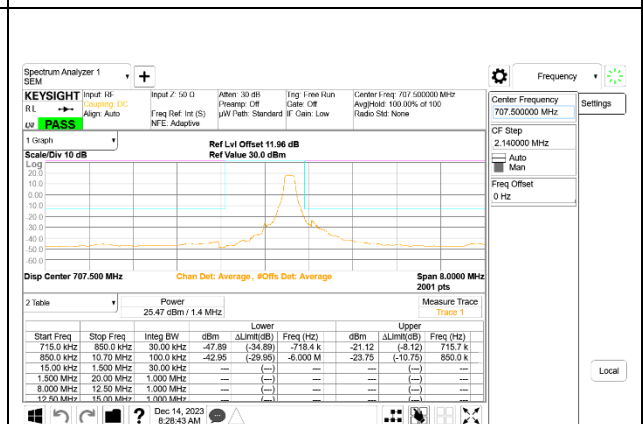 Spectrum Analyzer 1
SEM
+
Frequency
KEYSIGHT Input: RF Input Z: 50 Ω Atten: 30 dB Trig: Free Run Center Freq: 707.500000 MHz
RL Coupling: DC Preamp: Off Gate: Off Avg|Hold: 100.00% of 100
Align: Auto Freq Ref: Int (S) µW Path: Standard IF Gain: Low Radio Std: None
NFE: Adaptive
PASS
Center Frequency
707.500000 MHz
Settings
CF Step
2.140000 MHz
Auto
Man
Freq Offset
0 Hz
1 Graph
Ref Lvl Offset 11.96 dB
Scale/Div 10 dB Ref Value 30.0 dBm
Log
20.0
10.0
0.00
-10.0
-20.0
-30.0
-40.0
-50.0
-60.0
Disp Center 707.500 MHz Chan Det: Average, #Offs Det: Average Span 8.0000 MHz
2001 pts
2 Table
Power
25.47 dBm / 1.4 MHz
Measure Trace
Trace 1
Lower Upper
Start Freq Stop Freq Integ BW dBm ΔLimit(dB) Freq (Hz) dBm ΔLimit(dB) Freq (Hz)
715.0 kHz 850.0 kHz 30.00 kHz -47.89 (-34.89) -718.4 k -21.12 (-8.12) 715.7 k
850.0 kHz 10.70 MHz 100.0 kHz -42.95 (-29.95) -6.000 M -23.75 (-10.75) 850.0 k
15.00 kHz 1.500 MHz 30.00 kHz --- (---) --- (---)
1.500 MHz 20.00 MHz 1.000 MHz --- (---) --- (---)
8.000 MHz 12.50 MHz 1.000 MHz --- (---) --- (---)
12.50 MHz 15.00 MHz 1.000 MHz --- (---) --- (---)
Local
? Dec 14, 2023
8:28:43 AM